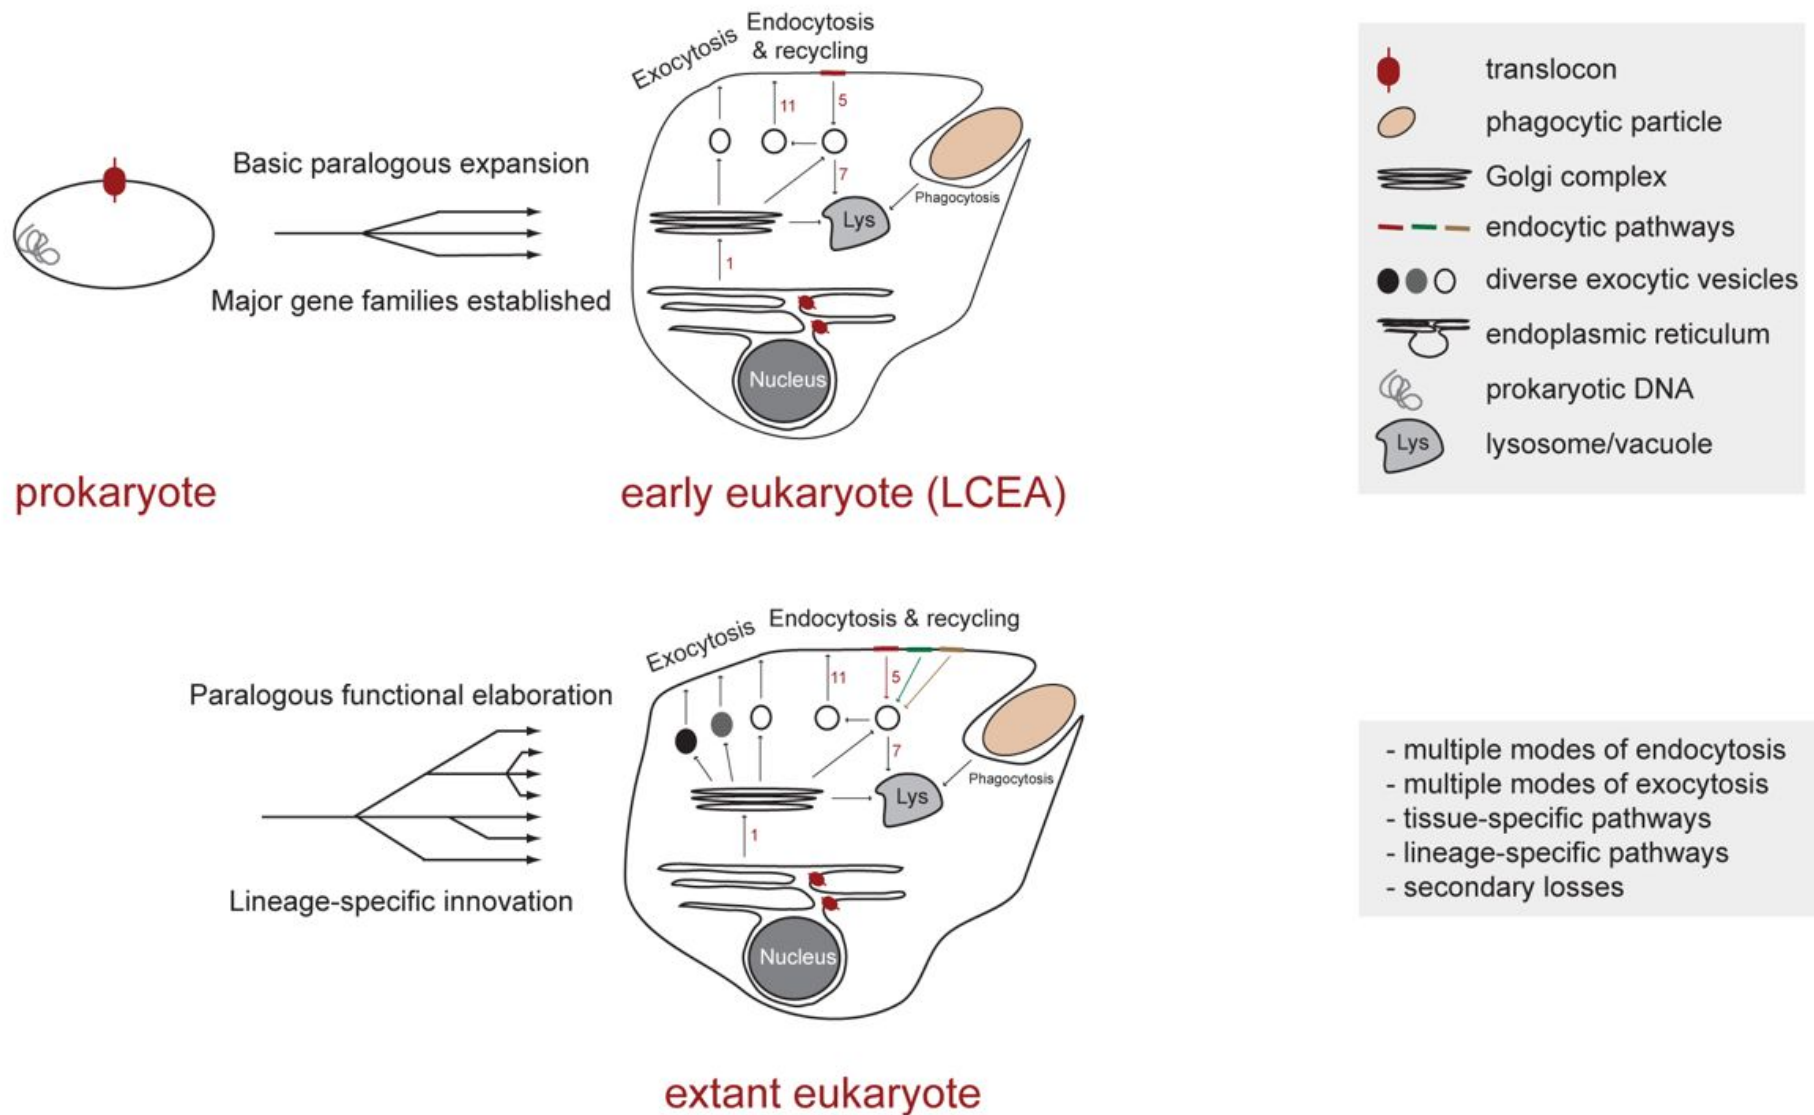 Exocytosis
Endocytosis
& recycling
11
5
7
Basic paralogous expansion
Major gene families established
Lys
Phagocytosis
1
Nucleus
prokaryote
early eukaryote (LCEA)
translocon
phagocytic particle
Golgi complex
endocytic pathways
diverse exocytic vesicles
endoplasmic reticulum
prokaryotic DNA
Lys
lysosome/vacuole
Exocytosis
Endocytosis & recycling
11
5
7
Paralogous functional elaboration
Lineage-specific innovation
Lys
Phagocytosis
1
Nucleus
extant eukaryote
- multiple modes of endocytosis
- multiple modes of exocytosis
- tissue-specific pathways
- lineage-specific pathways
- secondary losses